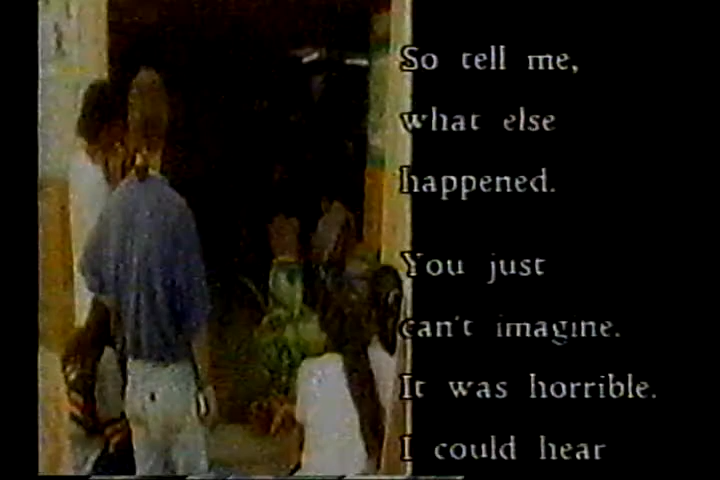 So tell me,
what else
happened.
You just
can't imagine.
It was horrible.
I could hear